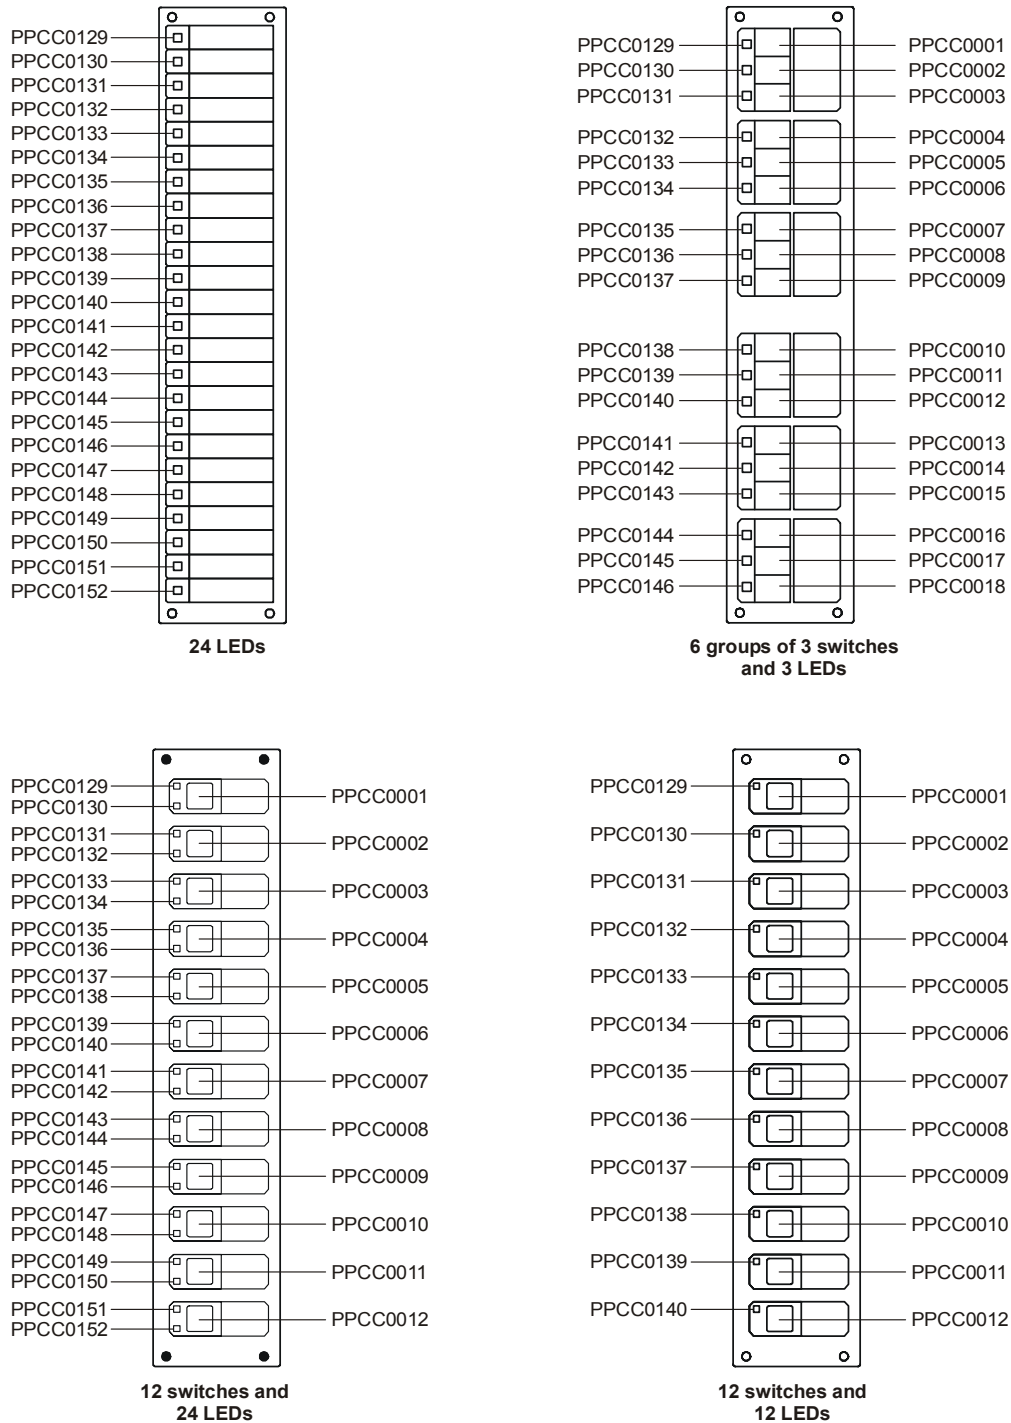 PPCC0129
PPCC0130
PPCC0131
PPCC0132
PPCC0133
PPCC0134
PPCC0135
PPCC0136
PPCC0137
PPCC0138
PPCC0139
PPCC0140
PPCC0141
PPCC0142
PPCC0143
PPCC0144
PPCC0145
PPCC0146
PPCC0147
PPCC0148
PPCC0149
PPCC0150
PPCC0151
PPCC0152
24 LEDs
PPCC0129 PPCC0001
PPCC0130 PPCC0002
PPCC0131 PPCC0003
PPCC0132 PPCC0004
PPCC0133 PPCC0005
PPCC0134 PPCC0006
PPCC0135 PPCC0007
PPCC0136 PPCC0008
PPCC0137 PPCC0009
PPCC0138 PPCC0010
PPCC0139 PPCC0011
PPCC0140 PPCC0012
PPCC0141 PPCC0013
PPCC0142 PPCC0014
PPCC0143 PPCC0015
PPCC0144 PPCC0016
PPCC0145 PPCC0017
PPCC0146 PPCC0018
6 groups of 3 switches
and 3 LEDs
PPCC0129
PPCC0130 PPCC0001
PPCC0131
PPCC0132 PPCC0002
PPCC0133
PPCC0134 PPCC0003
PPCC0135
PPCC0136 PPCC0004
PPCC0137
PPCC0138 PPCC0005
PPCC0139
PPCC0140 PPCC0006
PPCC0141
PPCC0142 PPCC0007
PPCC0143
PPCC0144 PPCC0008
PPCC0145
PPCC0146 PPCC0009
PPCC0147
PPCC0148 PPCC0010
PPCC0149
PPCC0150 PPCC0011
PPCC0151
PPCC0152 PPCC0012
12 switches and
24 LEDs
PPCC0129 PPCC0001
PPCC0130 PPCC0002
PPCC0131 PPCC0003
PPCC0132 PPCC0004
PPCC0133 PPCC0005
PPCC0134 PPCC0006
PPCC0135 PPCC0007
PPCC0136 PPCC0008
PPCC0137 PPCC0009
PPCC0138 PPCC0010
PPCC0139 PPCC0011
PPCC0140 PPCC0012
12 switches and
12 LEDs